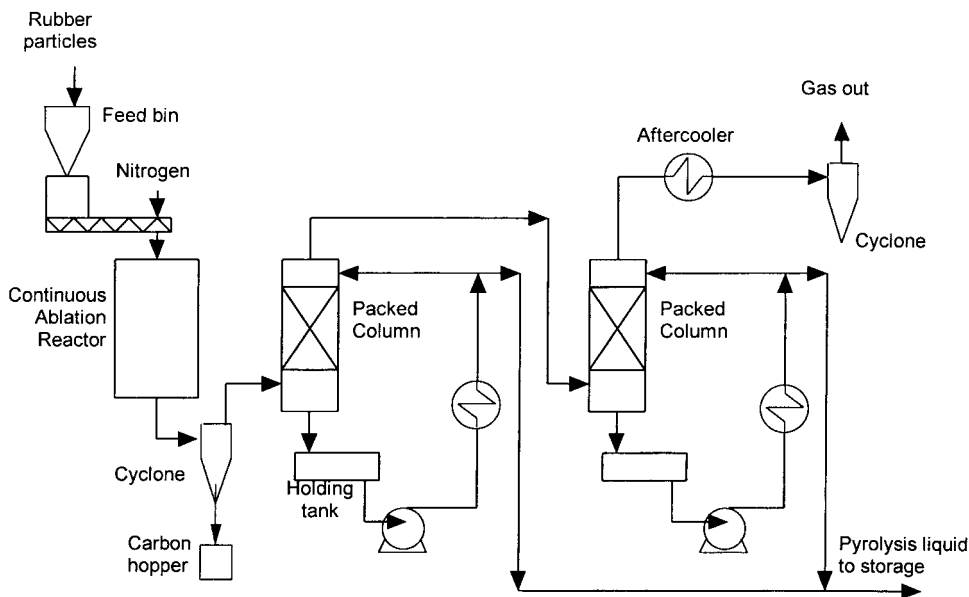 Rubber
particles
Feed bin
Nitrogen
Continuous
Ablation
Reactor
Cyclone
Carbon
hopper
Packed
Column
Holding
tank
Packed
Column
Aftercooler
Gas out
Cyclone
Pyrolysis liquid
to storage